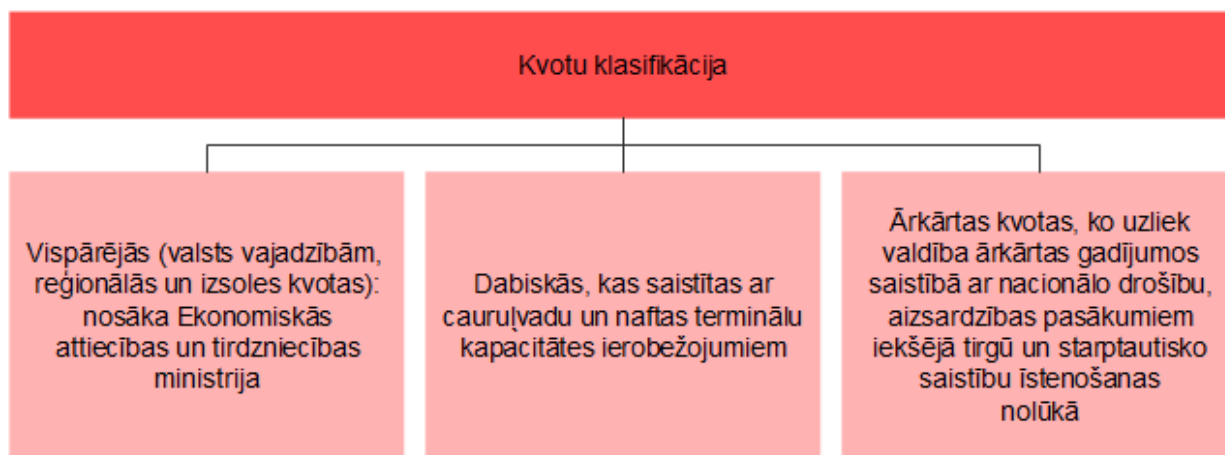 Kvotu klasifikācija
Vispārējās (valsts vajadzībām,
reģionālās un izsoles kvotas):
nosāka Ekonomiskās
attiecības un tirdzniecības
ministrija
Dabiskās, kas saistītas ar
cauruļvadu un naftas terminālu
kapacitātes ierobežojumiem
Ārkārtas kvotas, ko uzliek
valdība ārkārtas gadījumos
saistībā ar nacionālo drošību,
aizsardzības pasākumiem
iekšējā tirgū un starptautisko
saistību īstenošanas
nolūkā